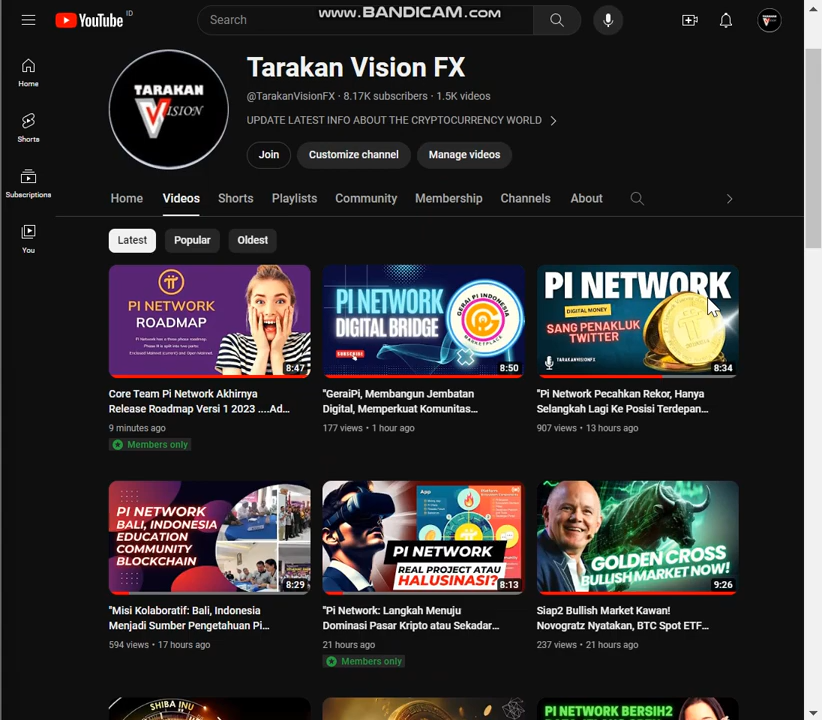 YouTube ID
Search
WWW.BANDICAM.COM
Home
Shorts
Subscriptions
You
TARAKAN
VISION
Tarakan Vision FX
@TarakanVisionFX · 8.17K subscribers · 1.5K videos
UPDATE LATEST INFO ABOUT THE CRYPTOCURRENCY WORLD
Join
Customize channel
Manage videos
Home
Videos
Shorts
Playlists
Community
Membership
Channels
About
Latest
Popular
Oldest
PI NETWORK
ROADMAP
8:47
Core Team Pi Network Akhirnya
Release Roadmap Versi 1 2023 ....Ad...
9 minutes ago
Members only
PI NETWORK
DIGITAL BRIDGE
GERAI PI INDONESIA
MARKETPLACE
SUBSCRIBE
8:50
"GeraiPi, Membangun Jembatan
Digital, Memperkuat Komunitas...
177 views • 1 hour ago
PI NETWORK
DIGITAL MONEY
SANG PENAKLUK
TWITTER
TARAKANVISIONFX
8:34
"Pi Network Pecahkan Rekor, Hanya
Selangkah Lagi Ke Posisi Terdepan...
907 views • 13 hours ago
PI NETWORK
BALI, INDONESIA
EDUCATION
COMMUNITY
BLOCKCHAIN
8:29
"Misi Kolaboratif: Bali, Indonesia
Menjadi Sumber Pengetahuan Pi...
594 views • 17 hours ago
App
PI NETWORK
REAL PROJECT ATAU
HALUSINASI?
8:13
"Pi Network: Langkah Menuju
Dominasi Pasar Kripto atau Sekadar...
21 hours ago
Members only
GOLDEN CROSS
BULLISH MARKET NOW!
9:26
Siap2 Bullish Market Kawan!
Novogratz Nyatakan, BTC Spot ETF...
237 views • 21 hours ago
SHIBA INU
PI NETWORK BERSIH2